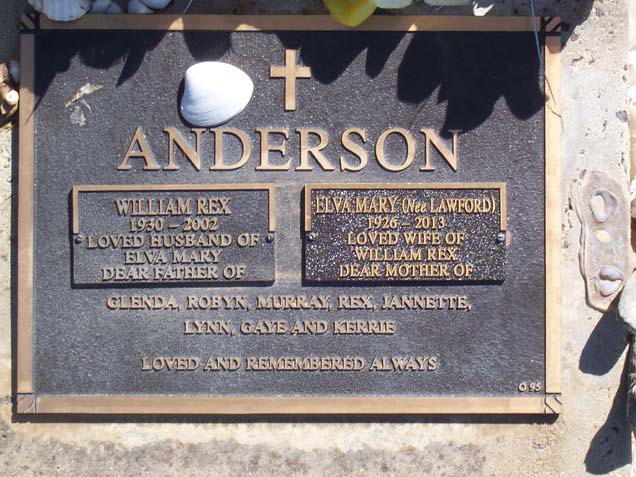 ANDERSON
WILLIAM REX
1930 – 2002
LOVED HUSBAND OF
ELVA MARY
DEAR FATHER OF
ELVA MARY (Nee LAWFORD)
1926 – 2013
LOVED WIFE OF
WILLIAM REX
DEAR MOTHER OF
GLENDA, ROBYN, MURRAY, REX, JANNETTE,
LYNN, GAYE AND KERRIE
LOVED AND REMEMBERED ALWAYS
O 95